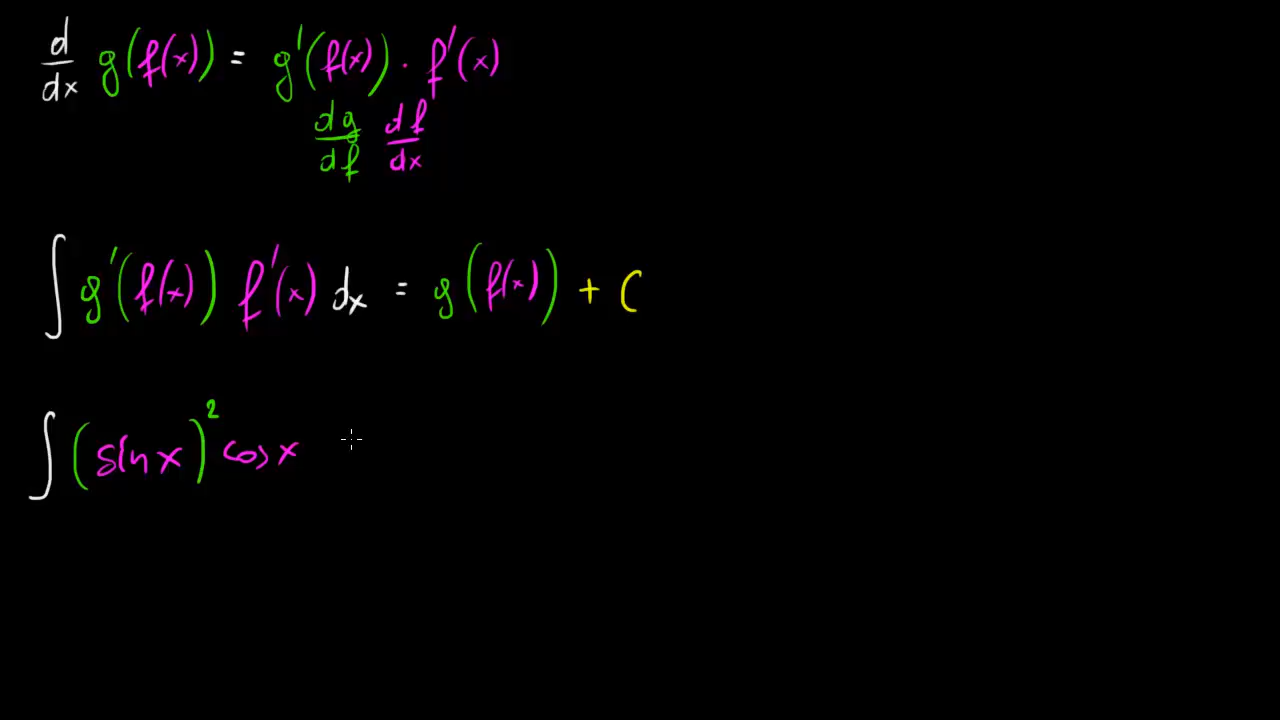 d/dx g(f(x)) = g'(f(x)) · f'(x)
dg/df df/dx
∫ g'(f(x)) f'(x) dx = g(f(x)) + C
∫ (sin x)² cos x